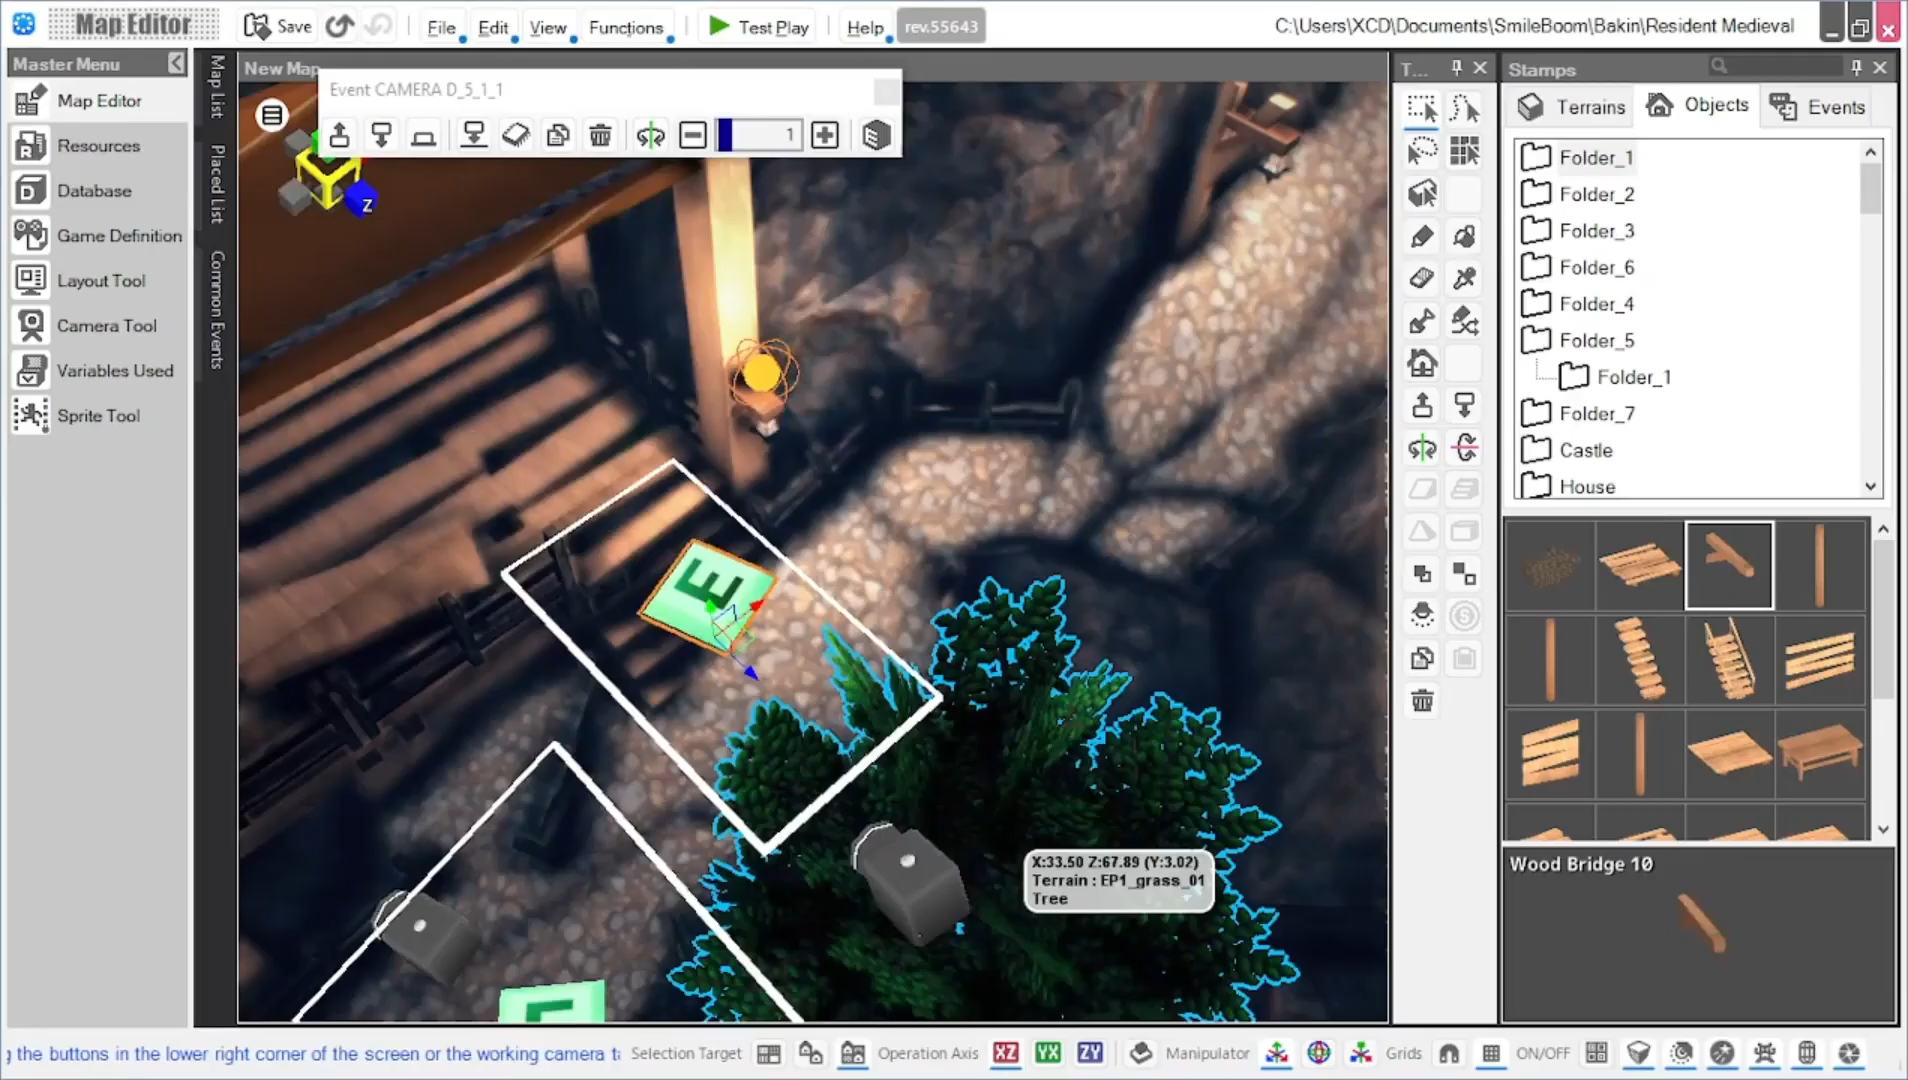 Map Editor
Save
File
Edit
View
Functions
Test Play
Help
rev.55643
C:\Users\XCD\Documents\SmileBoom\Bakin\Resident Medieval
Master Menu
Map Editor
Resources
Database
Game Definition
Layout Tool
Camera Tool
Variables Used
Sprite Tool
Map List
Placed List
Common Events
New Map
Event CAMERA D_5_1_1
1
Z
E
E
X:33.50 Z:67.89 (Y:3.02)
Terrain : EP1_grass_01
Tree
T...
Stamps
Terrains
Objects
Events
Folder_1
Folder_2
Folder_3
Folder_6
Folder_4
Folder_5
Folder_1
Folder_7
Castle
House
Wood Bridge 10
the buttons in the lower right corner of the screen or the working camera
Selection Target
Operation Axis
XZ
YX
ZY
Manipulator
Grids
ON/OFF